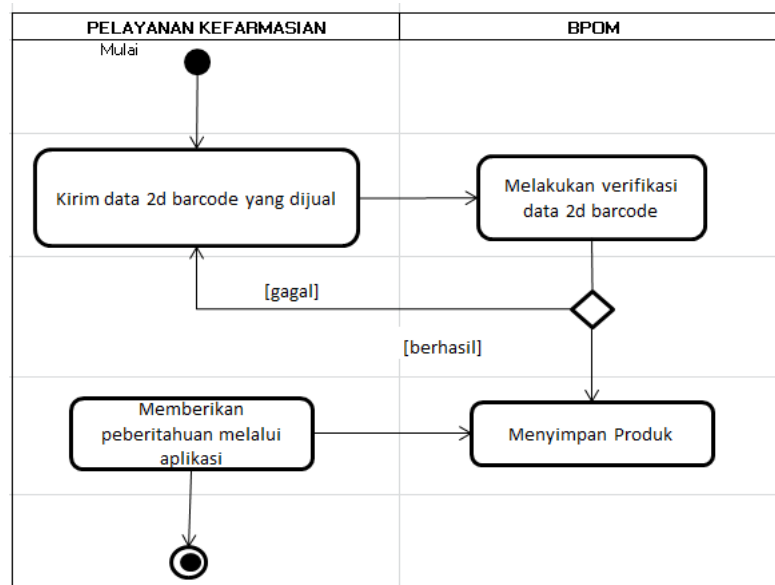 PELAYANAN KEFARMASIAN
BPOM
Mulai
Kirim data 2d barcode yang dijual
Melakukan verifikasi
data 2d barcode
[gagal]
[berhasil]
Memberikan
peberitahuan melalui
aplikasi
Menyimpan Produk